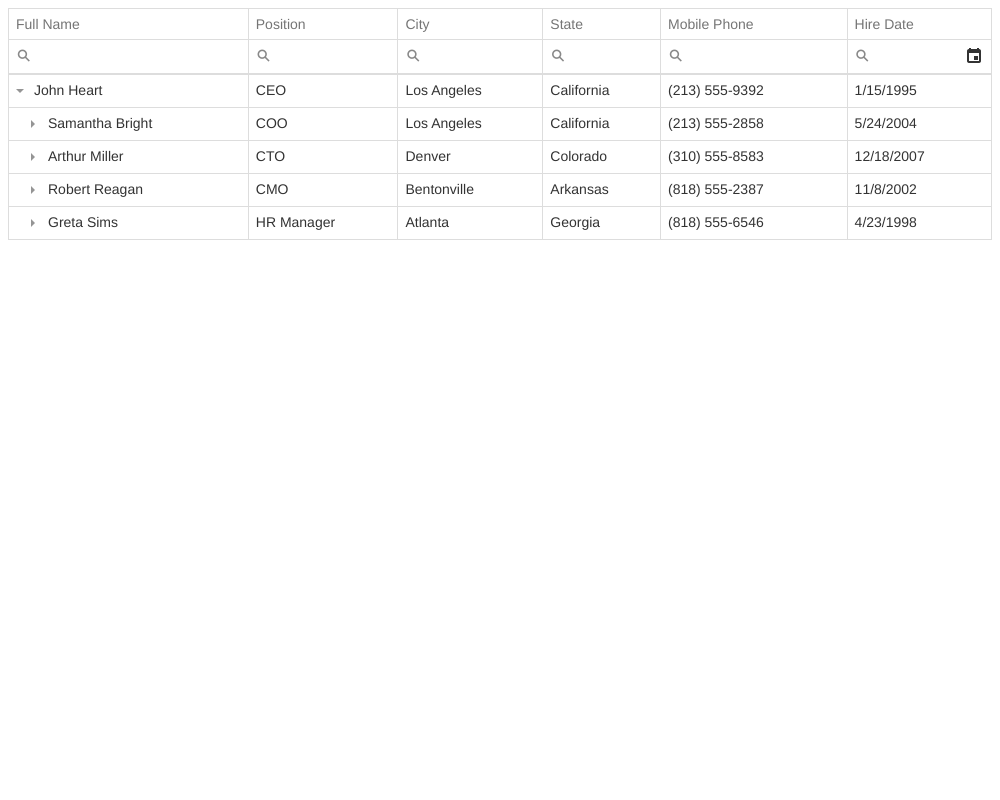 Full Name Position City State Mobile Phone Hire Date
John Heart CEO Los Angeles California (213) 555-9392 1/15/1995
Samantha Bright COO Los Angeles California (213) 555-2858 5/24/2004
Arthur Miller CTO Denver Colorado (310) 555-8583 12/18/2007
Robert Reagan CMO Bentonville Arkansas (818) 555-2387 11/8/2002
Greta Sims HR Manager Atlanta Georgia (818) 555-6546 4/23/1998